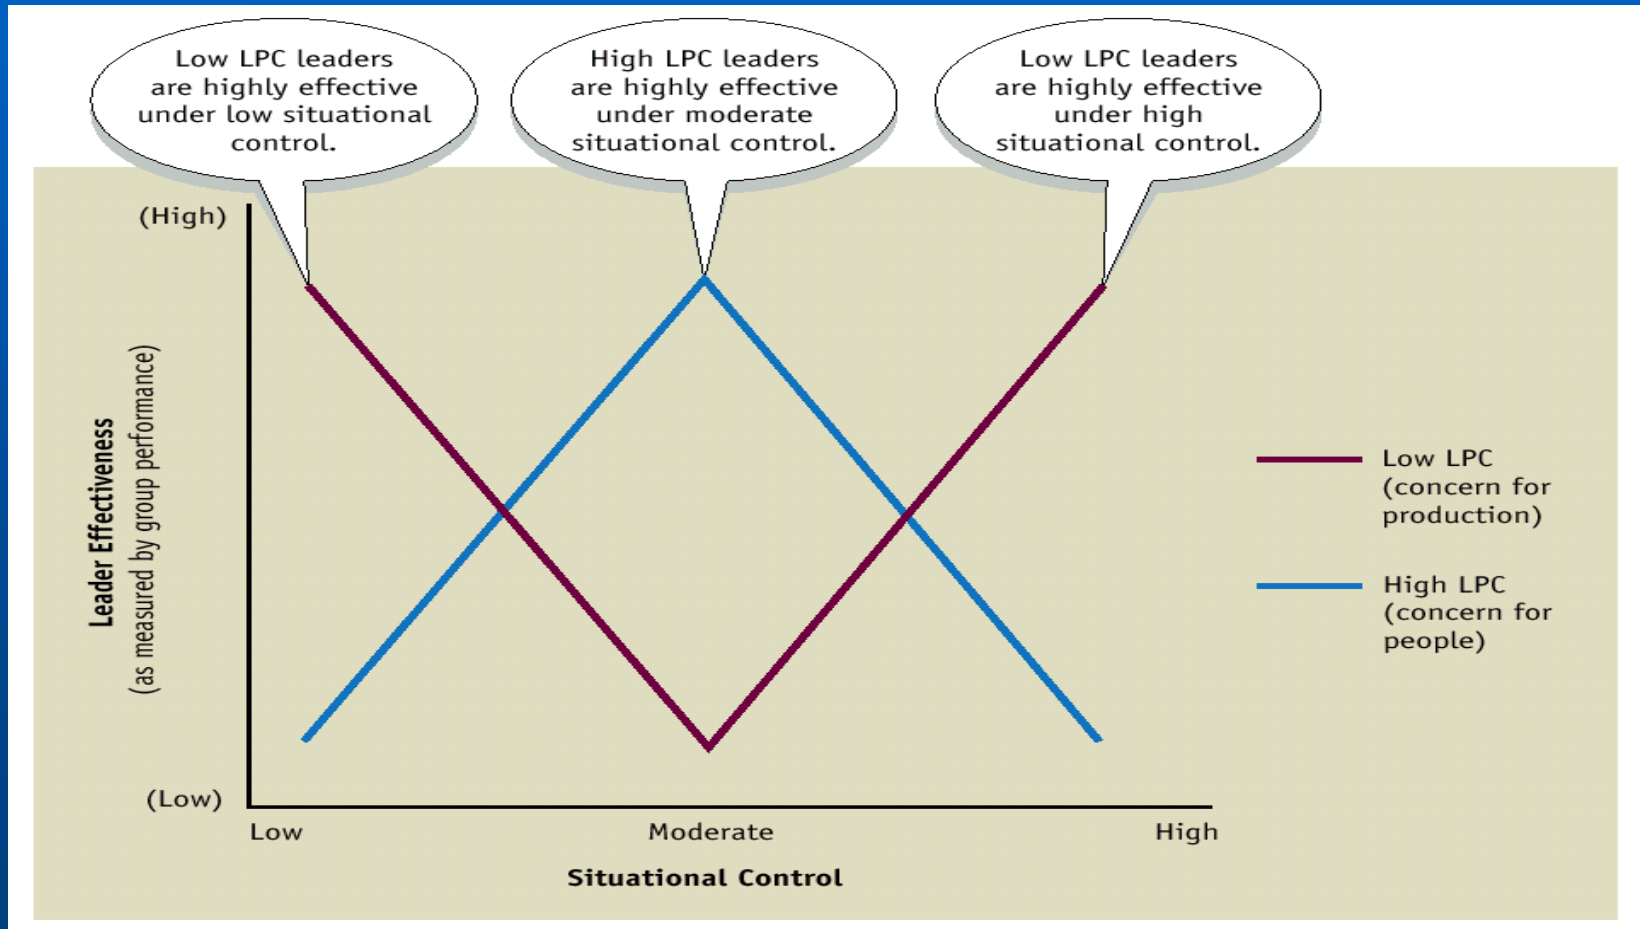 Low LPC leaders
are highly effective
under low situational
control.
High LPC leaders
are highly effective
under moderate
situational control.
Low LPC leaders
are highly effective
under high
situational control.
(High)
Leader Effectiveness
(as measured by group performance)
(Low)
Low
Moderate
High
Situational Control
Low LPC
(concern for
production)
High LPC
(concern for
people)